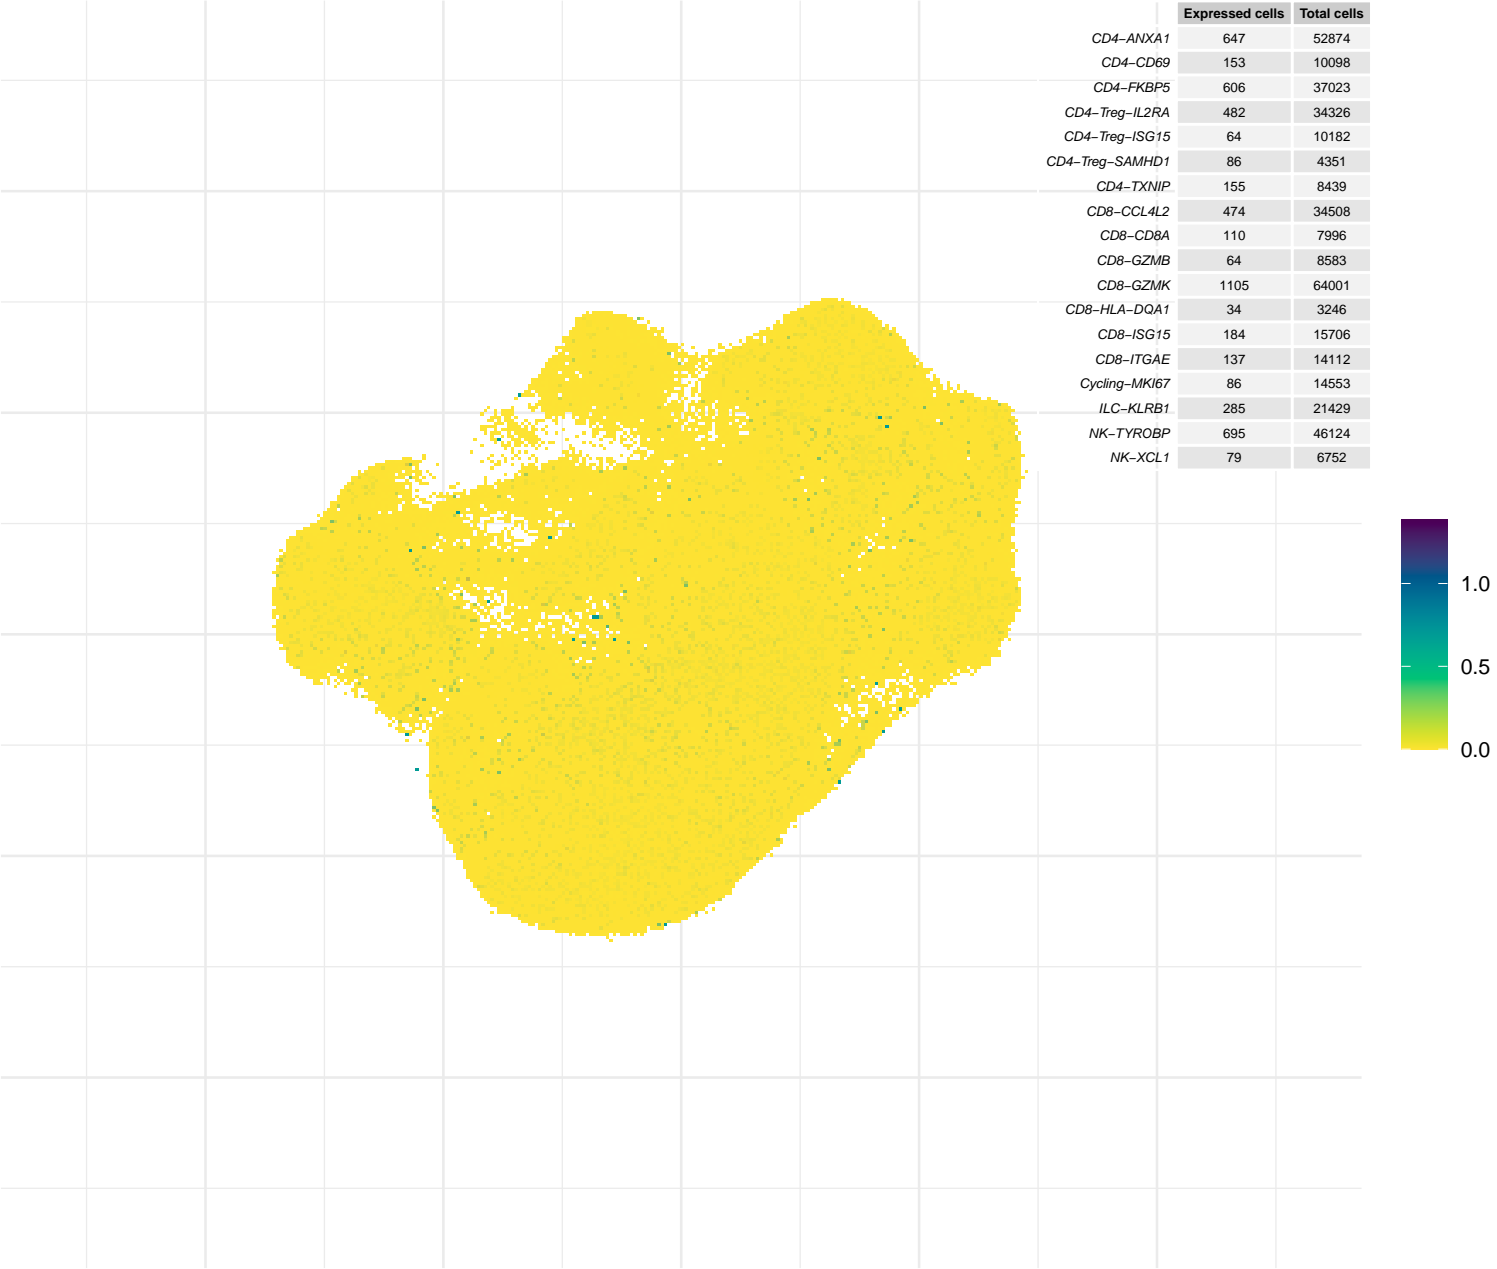 Expressed cells Total cells
CD4−ANXA1 647 52874
CD4−CD69 153 10098
CD4−FKBP5 606 37023
CD4−Treg−IL2RA 482 34326
CD4−Treg−ISG15 64 10182
CD4−Treg−SAMHD1 86 4351
CD4−TXNIP 155 8439
CD8−CCL4L2 474 34508
CD8−CD8A 110 7996
CD8−GZMB 64 8583
CD8−GZMK 1105 64001
CD8−HLA−DQA1 34 3246
CD8−ISG15 184 15706
CD8−ITGAE 137 14112
Cycling−MKI67 86 14553
ILC−KLRB1 285 21429
NK−TYROBP 695 46124
NK−XCL1 79 6752
1.0
0.5
0.0